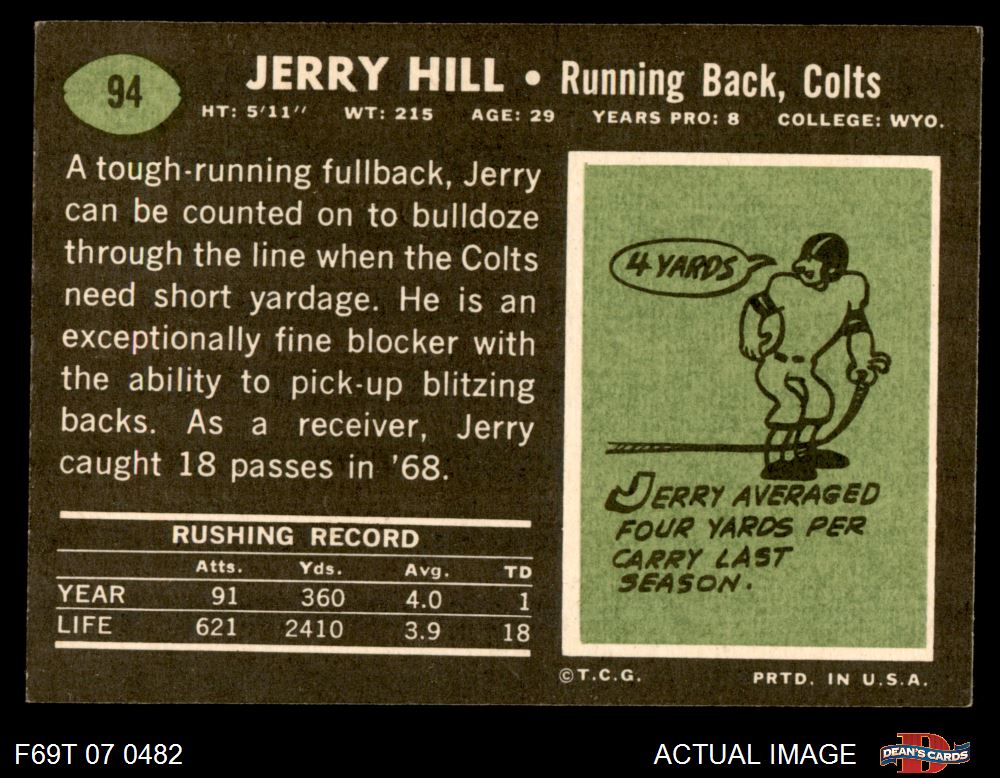 94
JERRY HILL • Running Back, Colts
HT: 5'11" WT: 215 AGE: 29 YEARS PRO: 8 COLLEGE: WYO.
A tough-running fullback, Jerry
can be counted on to bulldoze
through the line when the Colts
need short yardage. He is an
exceptionally fine blocker with
the ability to pick-up blitzing
backs. As a receiver, Jerry
caught 18 passes in '68.
RUSHING RECORD
Atts. Yds. Avg. TD
YEAR 91 360 4.0 1
LIFE 621 2410 3.9 18
4 YARDS
JERRY AVERAGED
FOUR YARDS PER
CARRY LAST
SEASON.
©T.C.G. PRTD. IN U.S.A.
F69T 07 0482
ACTUAL IMAGE
DEAN'S CARDS